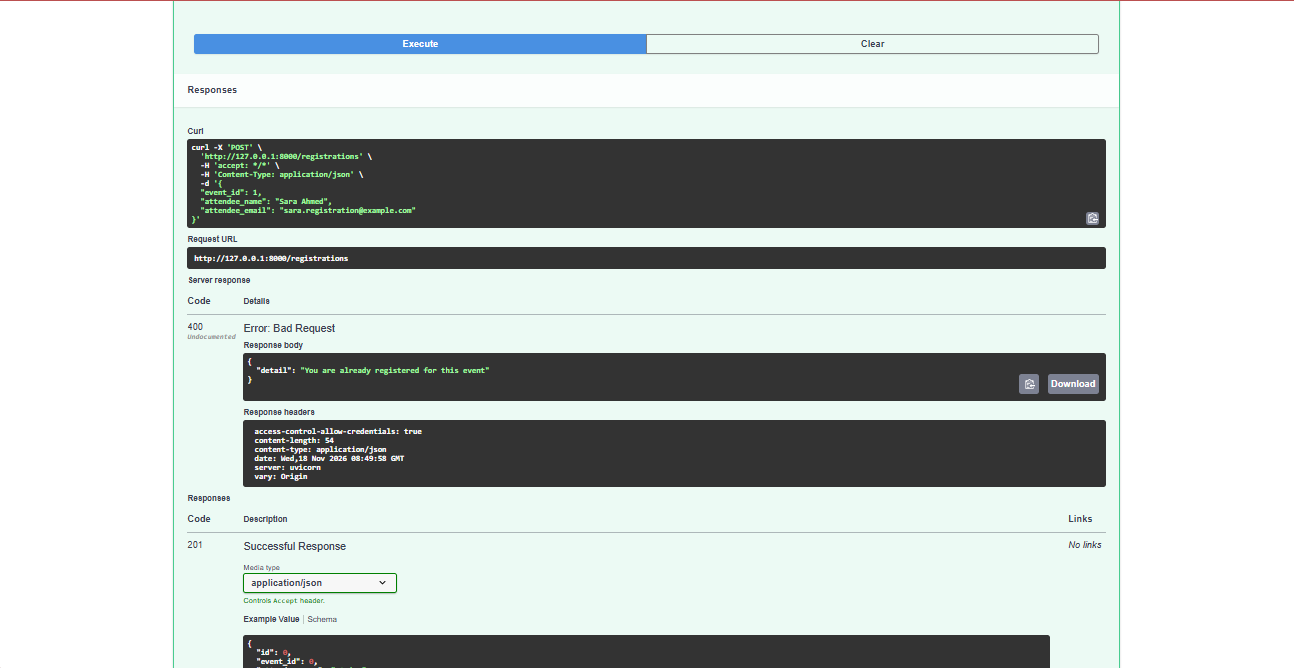 Execute
Clear
Responses
Curl
curl -X 'POST' \
'http://127.0.0.1:8000/registrations' \
-H 'accept: */*' \
-H 'Content-Type: application/json' \
-d '{
"event_id": 1,
"attendee_name": "Sara Ahmed",
"attendee_email": "sara.registration@example.com"
}'
Request URL
http://127.0.0.1:8000/registrations
Server response
Code Details
400 Error: Bad Request
Undocumented
Response body
{
"detail": "You are already registered for this event"
}
Download
Response headers
access-control-allow-credentials: true
content-length: 54
content-type: application/json
date: Wed,18 Nov 2026 08:49:58 GMT
server: uvicorn
vary: Origin
Responses
Code Description Links
201 Successful Response No links
Media type
application/json
Controls Accept header.
Example Value | Schema
{
"id": 0,
"event_id": 0,